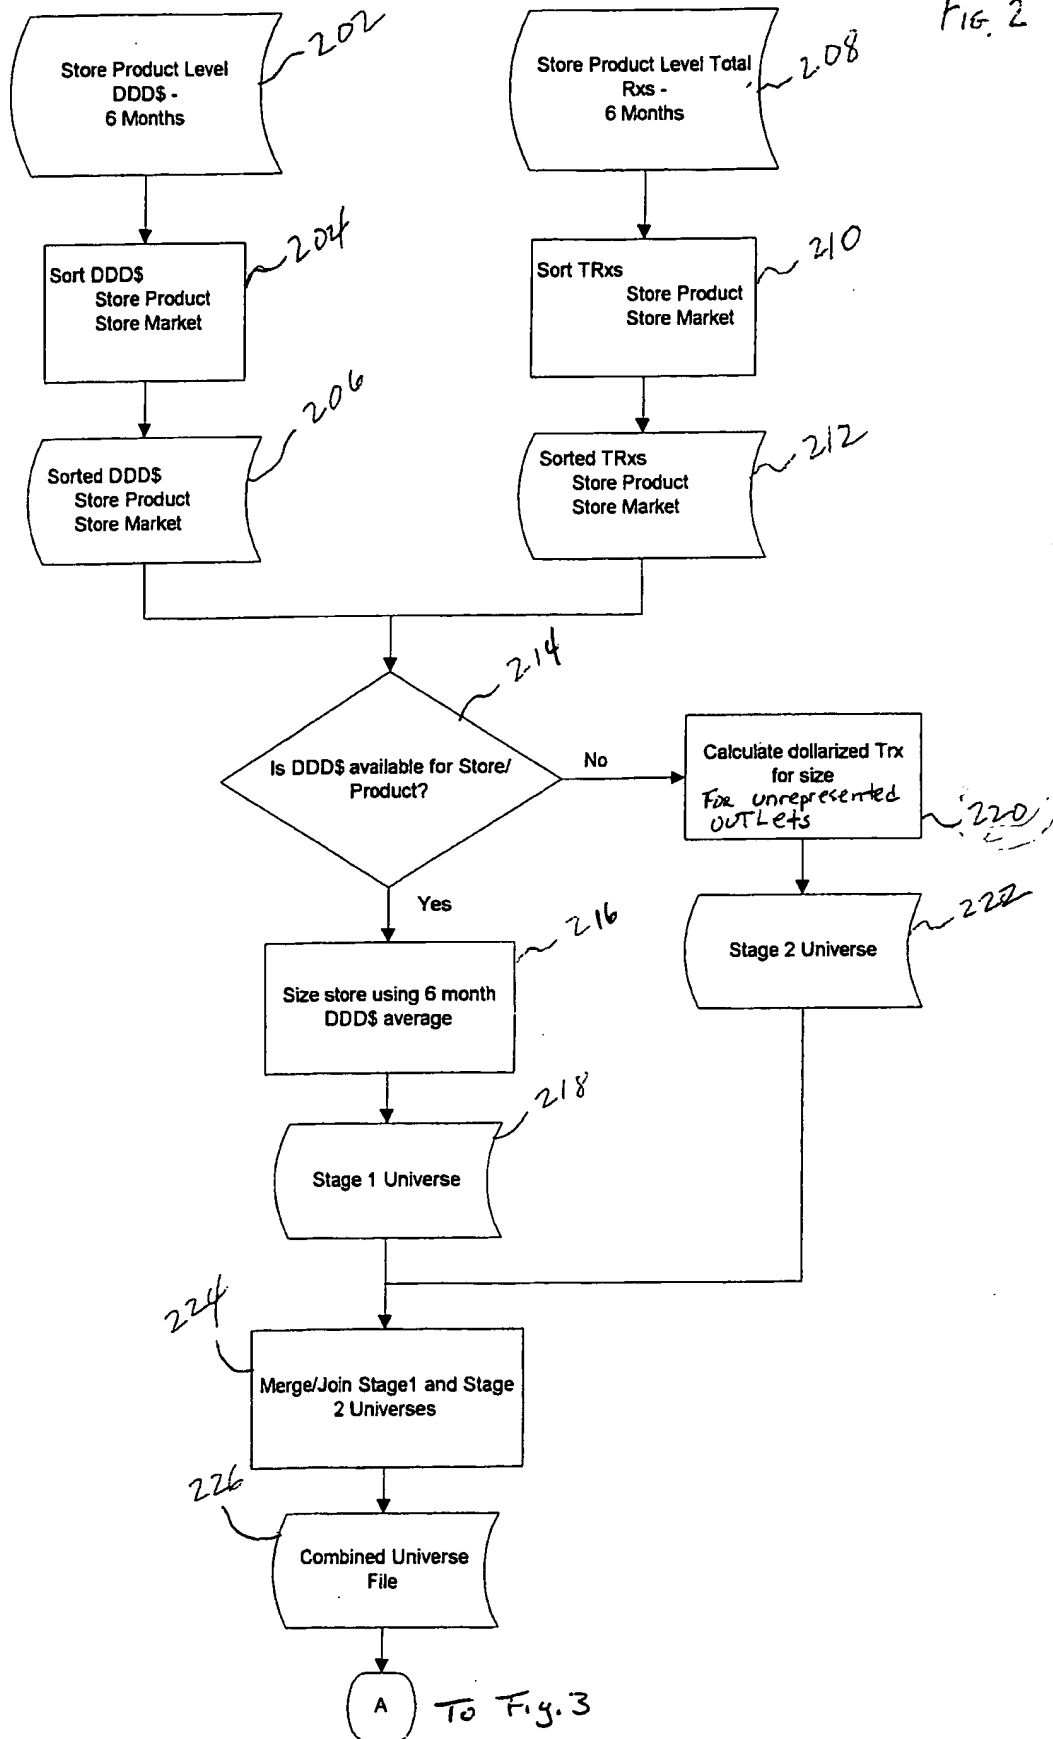 FIG. 2
Store Product Level
DDD$ -
6 Months
202
Store Product Level Total
Rxs -
6 Months
208
Sort DDD$
Store Product
Store Market
204
Sort TRxs
Store Product
Store Market
210
Sorted DDD$
Store Product
Store Market
206
Sorted TRxs
Store Product
Store Market
212
Is DDD$ available for Store/
Product?
214
No
Calculate dollarized Trx
for size
For unrepresented
OUTLets
220
Yes
Size store using 6 month
DDD$ average
216
Stage 2 Universe
222
Stage 1 Universe
218
Merge/Join Stage1 and Stage
2 Universes
224
Combined Universe
File
226
A
To Fig. 3